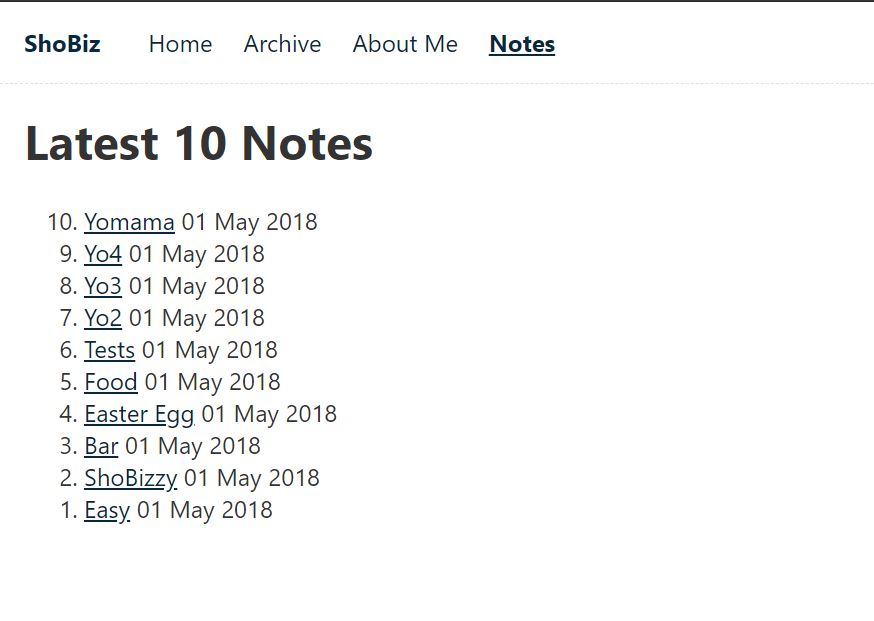 ShoBiz Home Archive About Me Notes
Latest 10 Notes
10. Yomama 01 May 2018
9. Yo4 01 May 2018
8. Yo3 01 May 2018
7. Yo2 01 May 2018
6. Tests 01 May 2018
5. Food 01 May 2018
4. Easter Egg 01 May 2018
3. Bar 01 May 2018
2. ShoBizzy 01 May 2018
1. Easy 01 May 2018